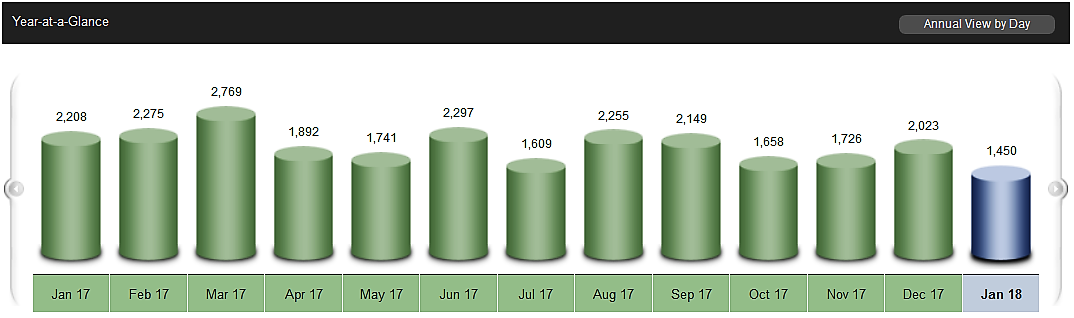 Year-at-a-Glance
Annual View by Day
2,208 2,275 2,769 1,892 1,741 2,297 1,609 2,255 2,149 1,658 1,726 2,023 1,450
Jan 17 Feb 17 Mar 17 Apr 17 May 17 Jun 17 Jul 17 Aug 17 Sep 17 Oct 17 Nov 17 Dec 17 Jan 18